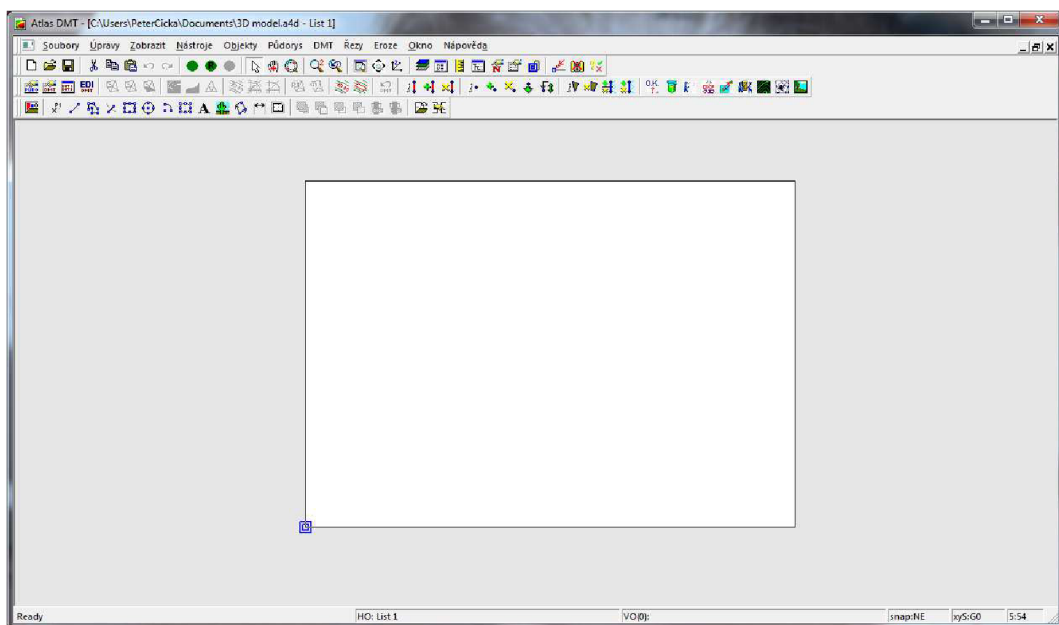 Atlas DMT - [C:\Users\PeterCicka\Documents\3D model.a4d - List 1]
Soubory Úpravy Zobrazit Nástroje Objekty Půdorys DMT Řezy Eroze Okno Nápověda
EDI
A
Ready HO: List 1 VO(0): snap:NE xyS:G0 5:54